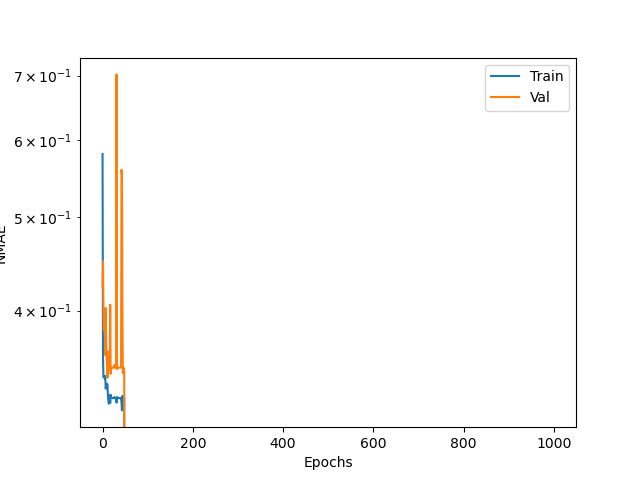 7 × 10⁻¹
6 × 10⁻¹
5 × 10⁻¹
4 × 10⁻¹
NMAE
Train
Val
0 200 400 600 800 1000
Epochs